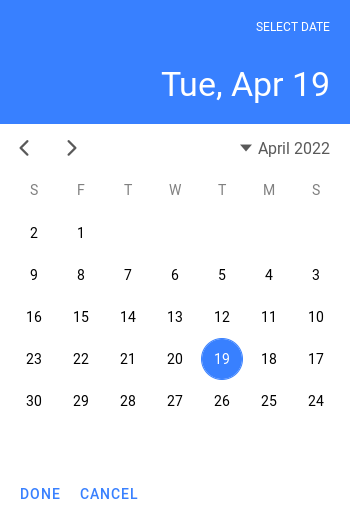 SELECT DATE
Tue, Apr 19
April 2022
S F T W T M S
2 1
9 8 7 6 5 4 3
16 15 14 13 12 11 10
23 22 21 20 19 18 17
30 29 28 27 26 25 24
DONE CANCEL